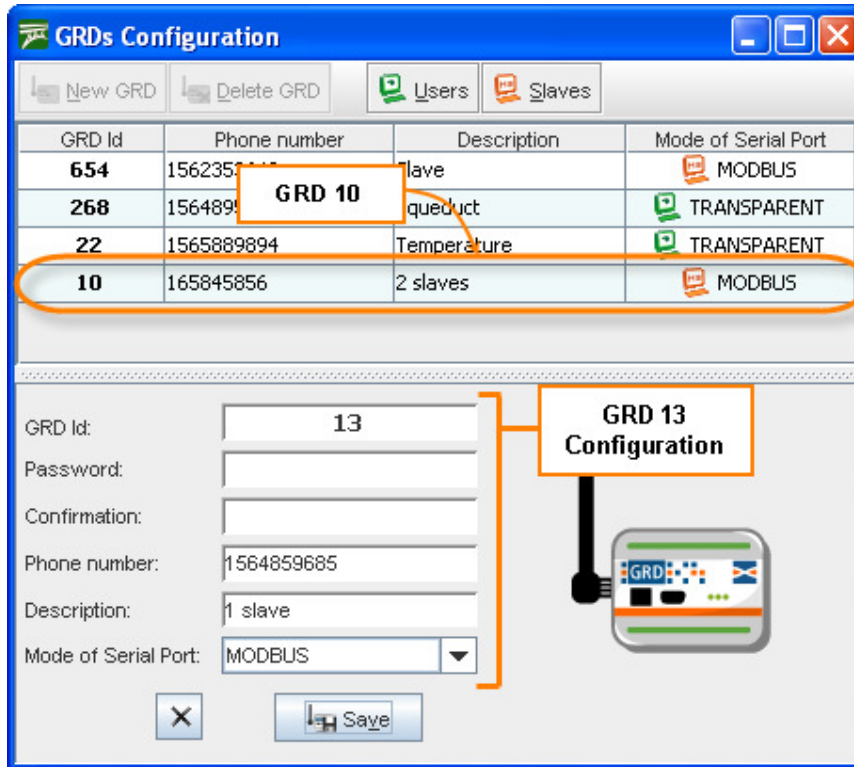 GRDs Configuration
New GRD Delete GRD Users Slaves
GRD Id Phone number Description Mode of Serial Port
654 MODBUS
268 TRANSPARENT
22 1565889894 Temperature TRANSPARENT
10 165845856 2 slaves MODBUS
GRD 10
GRD Id: 13
Password:
Confirmation:
Phone number: 1564859685
Description: 1 slave
Mode of Serial Port: MODBUS
Save
GRD 13
Configuration
GRD